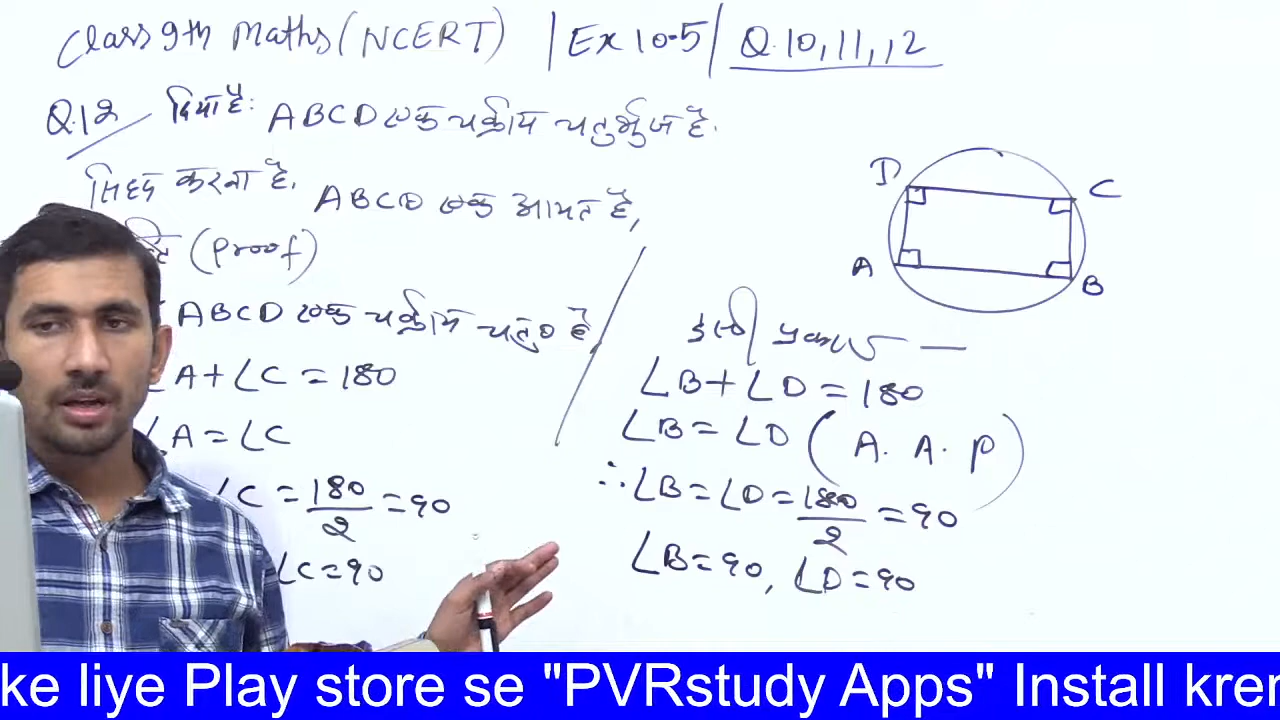 Class 9th Maths (NCERT) | Ex 10.5 | Q.10,11,12
Q.12 दिया है: ABCD एक चक्रीय चतुर्भुज है.
सिद्ध करना है. ABCD एक आयत है,
(Proof)
ABCD एक चक्रीय चतु० है
∠A+∠C = 180
∠A = ∠C
∠C = 180/2 = 90
∠C = 90
D
C
A
B
इसी प्रकार —
∠B+∠D = 180
∠B = ∠D (A. A. P)
∴ ∠B = ∠D = 180/2 = 90
∠B = 90, ∠D = 90
ke liye Play store se "PVRstudy Apps" Install krer